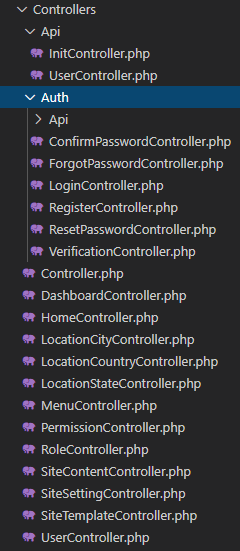 Controllers
Api
InitController.php
UserController.php
Auth
Api
ConfirmPasswordController.php
ForgotPasswordController.php
LoginController.php
RegisterController.php
ResetPasswordController.php
VerificationController.php
Controller.php
DashboardController.php
HomeController.php
LocationCityController.php
LocationCountryController.php
LocationStateController.php
MenuController.php
PermissionController.php
RoleController.php
SiteContentController.php
SiteSettingController.php
SiteTemplateController.php
UserController.php